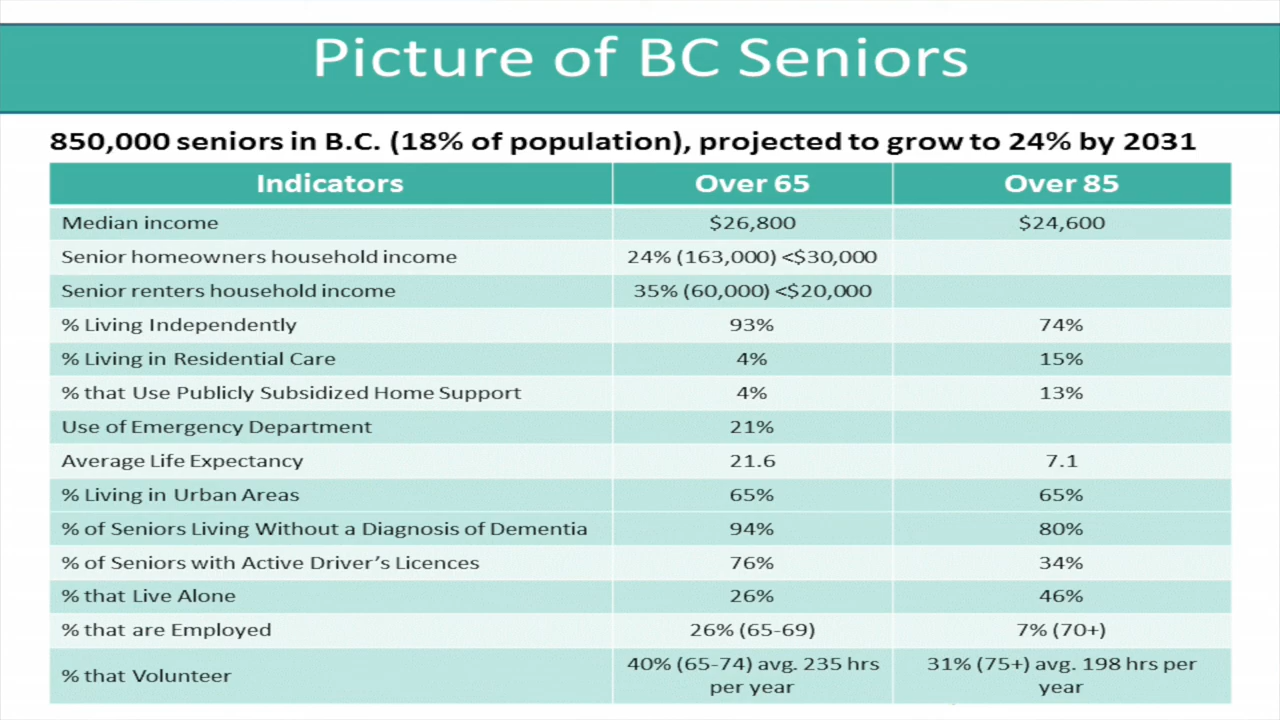 Picture of BC Seniors
850,000 seniors in B.C. (18% of population), projected to grow to 24% by 2031
Indicators Over 65 Over 85
Median income $26,800 $24,600
Senior homeowners household income 24% (163,000) <$30,000
Senior renters household income 35% (60,000) <$20,000
% Living Independently 93% 74%
% Living in Residential Care 4% 15%
% that Use Publicly Subsidized Home Support 4% 13%
Use of Emergency Department 21%
Average Life Expectancy 21.6 7.1
% Living in Urban Areas 65% 65%
% of Seniors Living Without a Diagnosis of Dementia 94% 80%
% of Seniors with Active Driver's Licences 76% 34%
% that Live Alone 26% 46%
% that are Employed 26% (65-69) 7% (70+)
% that Volunteer 40% (65-74) avg. 235 hrs per year 31% (75+) avg. 198 hrs per year